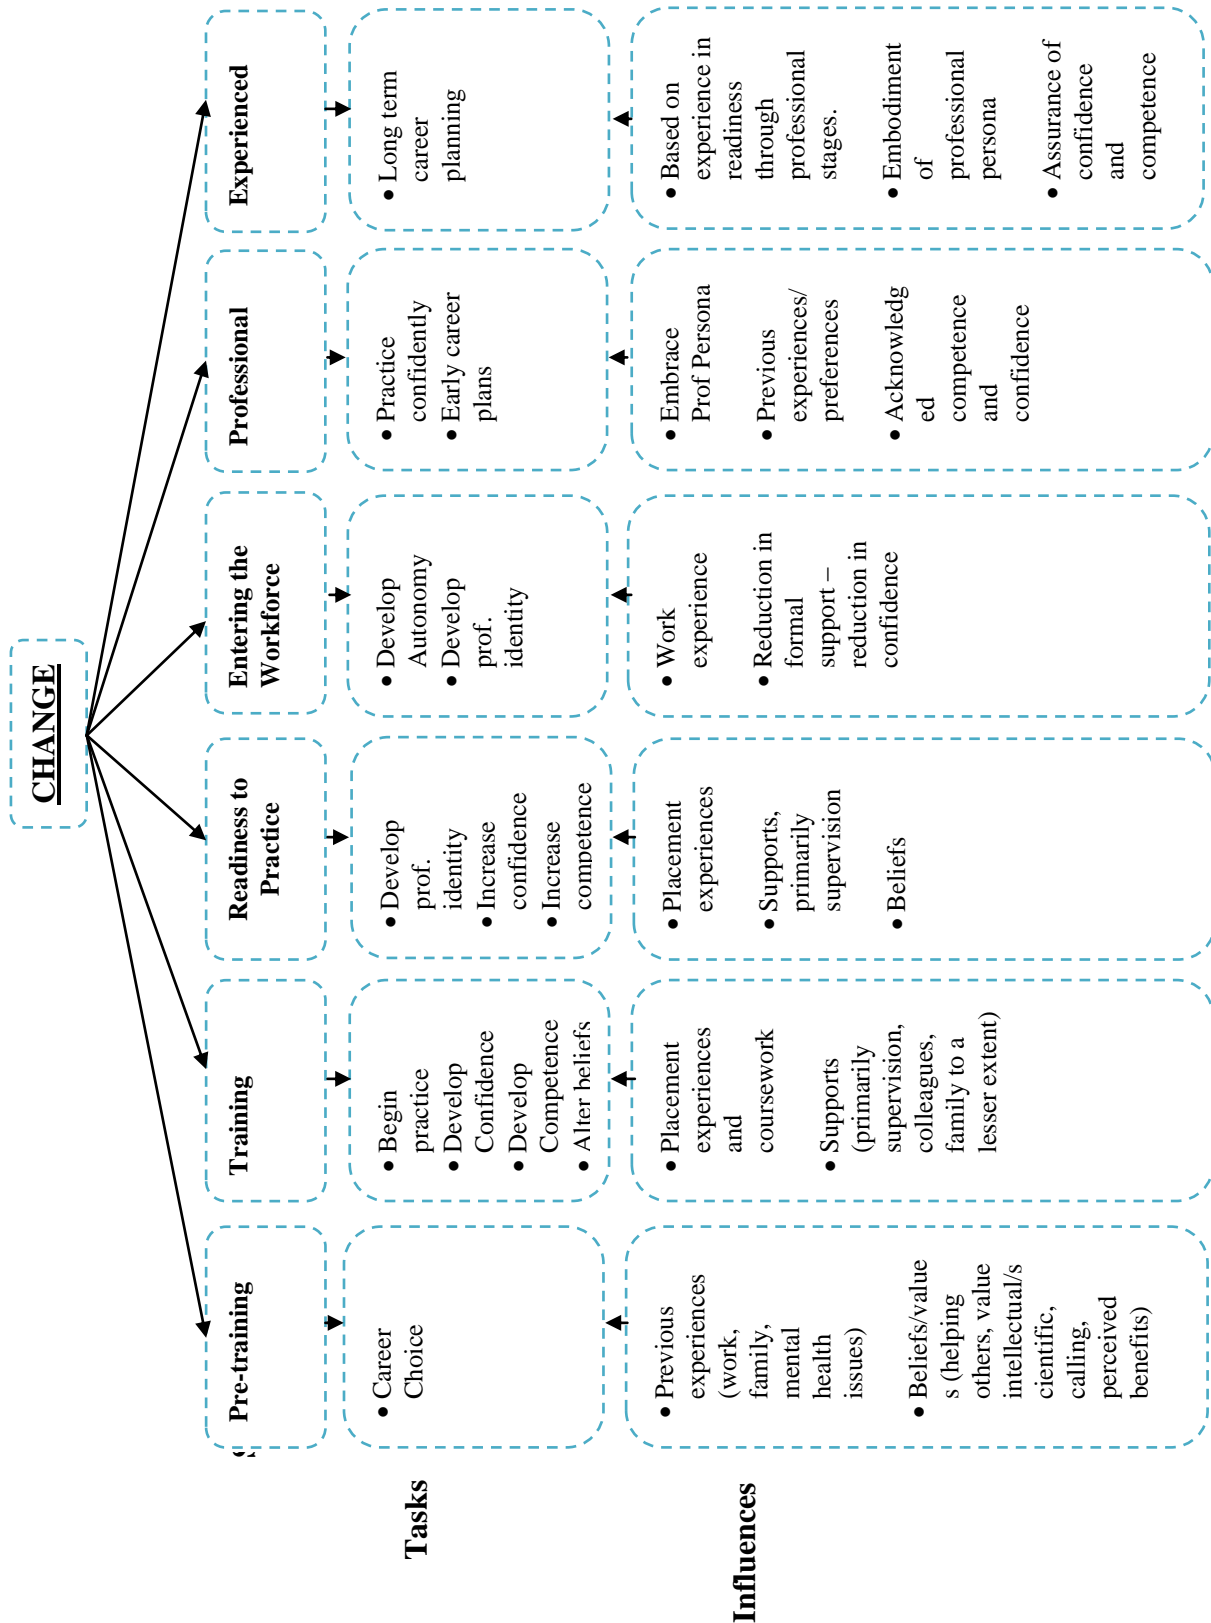 CHANGE
Pre-training
Training
Readiness to
Practice
Entering the
Workforce
Professional
Experienced
Tasks
• Career
Choice
• Begin
practice
• Develop
Confidence
• Develop
Competence
• Alter beliefs
• Develop
prof.
identity
• Increase
confidence
• Increase
competence
• Develop
Autonomy
• Develop
prof.
identity
• Practice
confidently
• Early career
plans
• Long term
career
planning
Influences
• Previous
experiences
(work,
family,
mental
health
issues)
• Beliefs/value
s (helping
others, value
intellectual/s
cientific,
calling,
perceived
benefits)
• Placement
experiences
and
coursework
• Supports
(primarily
supervision,
colleagues,
family to a
lesser extent)
• Placement
experiences
• Supports,
primarily
supervision
• Beliefs
• Work
experience
• Reduction in
formal
support –
reduction in
confidence
• Embrace
Prof Persona
• Previous
experiences/
preferences
• Acknowledg
ed
competence
and
confidence
• Based on
experience in
readiness
through
professional
stages.
• Embodiment
of
professional
persona
• Assurance of
confidence
and
competence